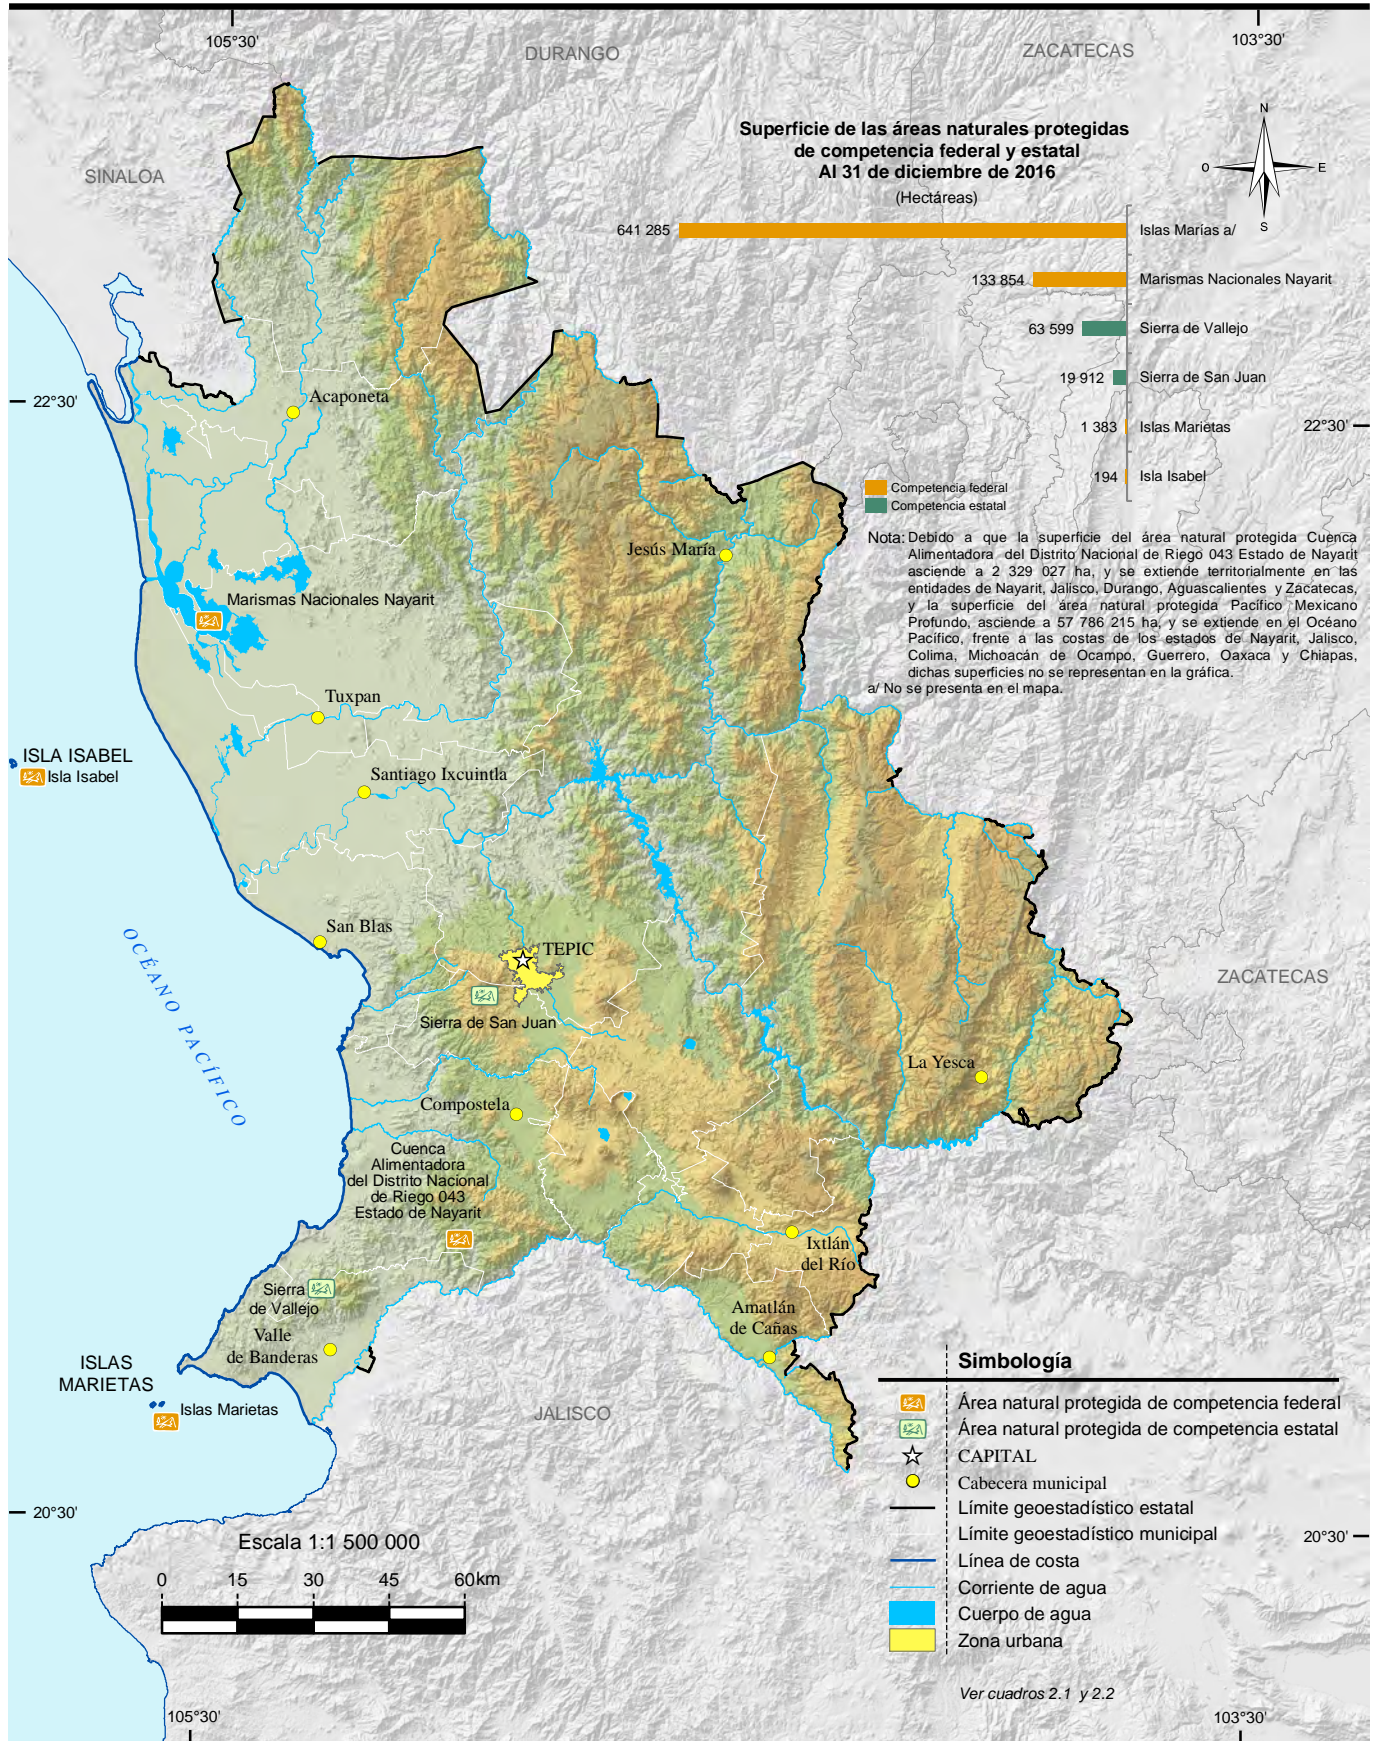 105°30'
103°30'
DURANGO
ZACATECAS
SINALOA
Superficie de las áreas naturales protegidas
de competencia federal y estatal
Al 31 de diciembre de 2016
(Hectáreas)
N
O
E
S
641 285
Islas Marías a/
133 854
Marismas Nacionales Nayarit
63 599
Sierra de Vallejo
19 912
Sierra de San Juan
1 383
Islas Marietas
194
Isla Isabel
Competencia federal
Competencia estatal
Nota: Debido a que la superficie del área natural protegida Cuenca
Alimentadora del Distrito Nacional de Riego 043 Estado de Nayarit
asciende a 2 329 027 ha, y se extiende territorialmente en las
entidades de Nayarit, Jalisco, Durango, Aguascalientes y Zacatecas,
y la superficie del área natural protegida Pacífico Mexicano
Profundo, asciende a 57 786 215 ha, y se extiende en el Océano
Pacífico, frente a las costas de los estados de Nayarit, Jalisco,
Colima, Michoacán de Ocampo, Guerrero, Oaxaca y Chiapas,
dichas superficies no se representan en la gráfica.
a/ No se presenta en el mapa.
22°30'
22°30'
Acaponeta
Jesús María
Marismas Nacionales Nayarit
Tuxpan
ISLA ISABEL
Isla Isabel
Santiago Ixcuintla
San Blas
OCÉANO PACÍFICO
TEPIC
Sierra de San Juan
ZACATECAS
La Yesca
Compostela
Cuenca
Alimentadora
del Distrito Nacional
de Riego 043
Estado de Nayarit
Ixtlán
del Río
Sierra
de Vallejo
Amatlán
de Cañas
Valle
de Banderas
ISLAS
MARIETAS
Islas Marietas
JALISCO
20°30'
20°30'
Escala 1:1 500 000
0 15 30 45 60km
Simbología
Área natural protegida de competencia federal
Área natural protegida de competencia estatal
CAPITAL
Cabecera municipal
Límite geoestadístico estatal
Límite geoestadístico municipal
Línea de costa
Corriente de agua
Cuerpo de agua
Zona urbana
Ver cuadros 2.1 y 2.2
105°30'
103°30'